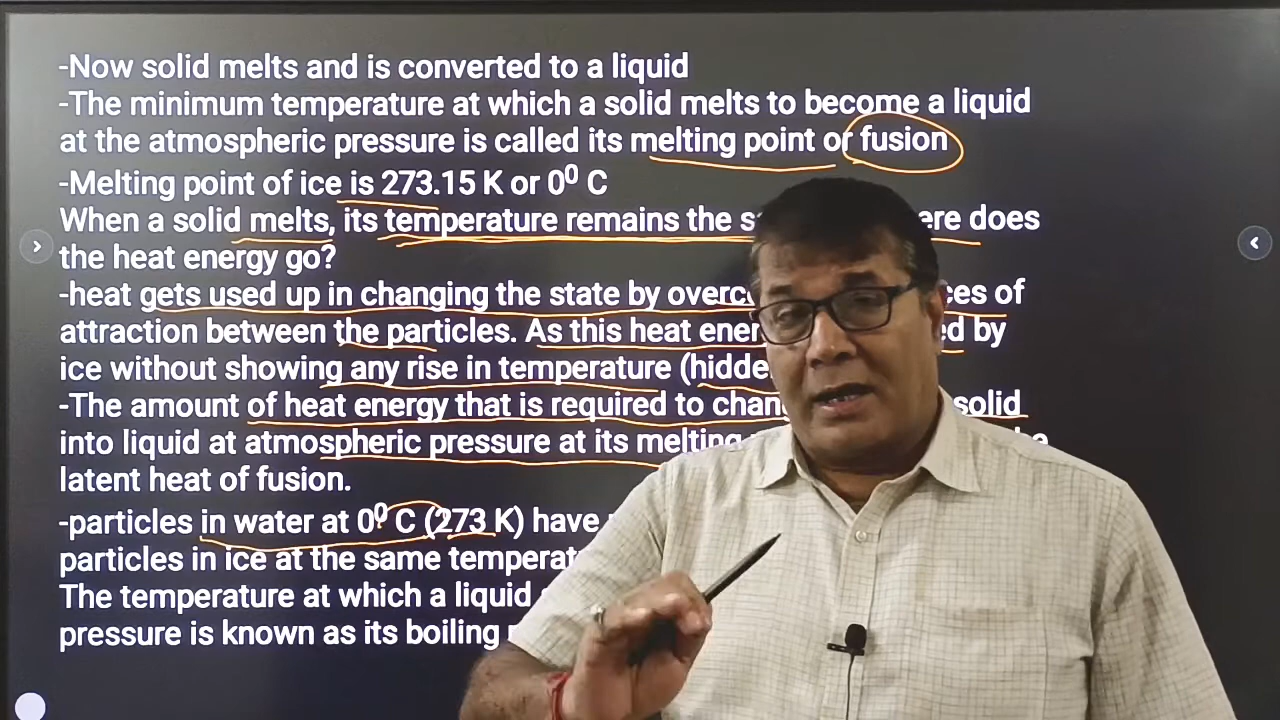 -Now solid melts and is converted to a liquid
-The minimum temperature at which a solid melts to become a liquid
at the atmospheric pressure is called its melting point or fusion
-Melting point of ice is 273.15 K or 0⁰ C
When a solid melts, its temperature remains the does
the heat energy go?
-heat gets used up in changing the state by of
attraction between the particles. As this heat by
ice without showing any rise in temperature
-The amount of heat energy that is required to solid
into liquid at atmospheric pressure at its melting
latent heat of fusion.
-particles in water at 0⁰ C (273 K) have
particles in ice at the same
The temperature at which a liquid
pressure is known as its boiling